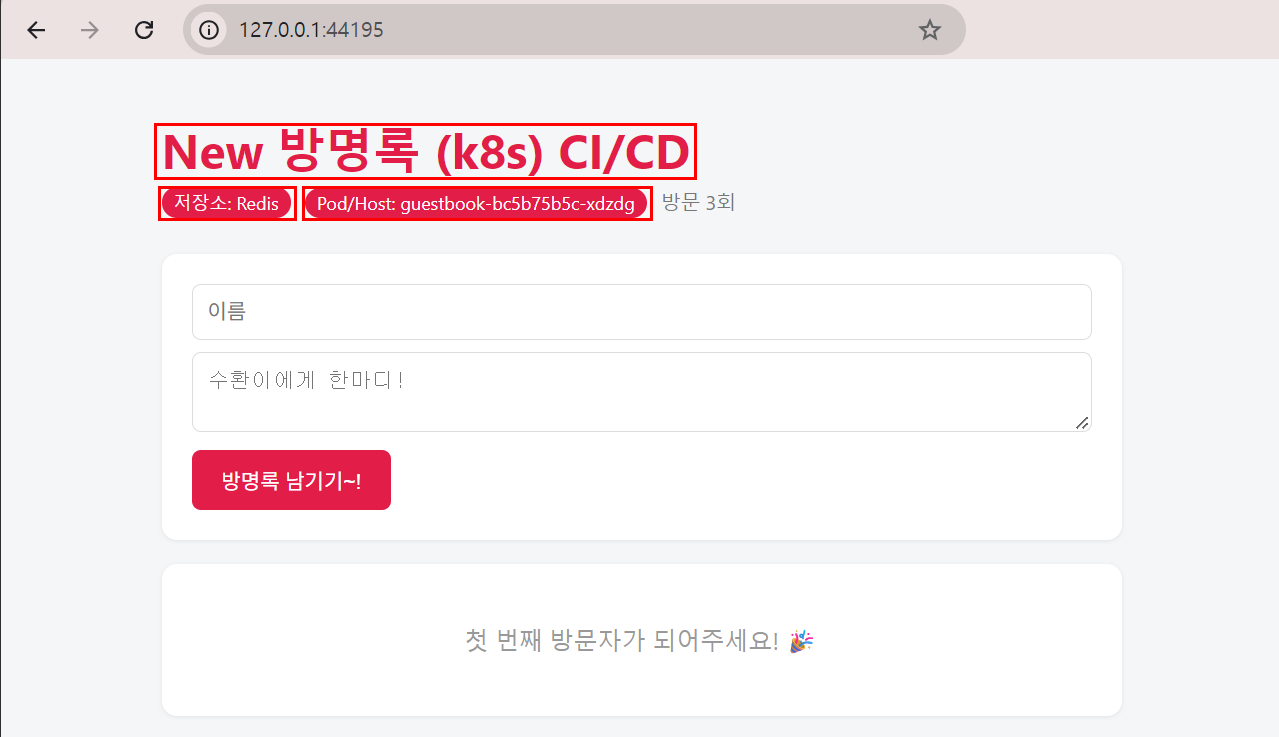 127.0.0.1:44195
New 방명록 (k8s) CI/CD
저장소: Redis Pod/Host: guestbook-bc5b75b5c-xdzdg 방문 3회
이름
수환이에게 한마디!
방명록 남기기~!
첫 번째 방문자가 되어주세요! 🎉